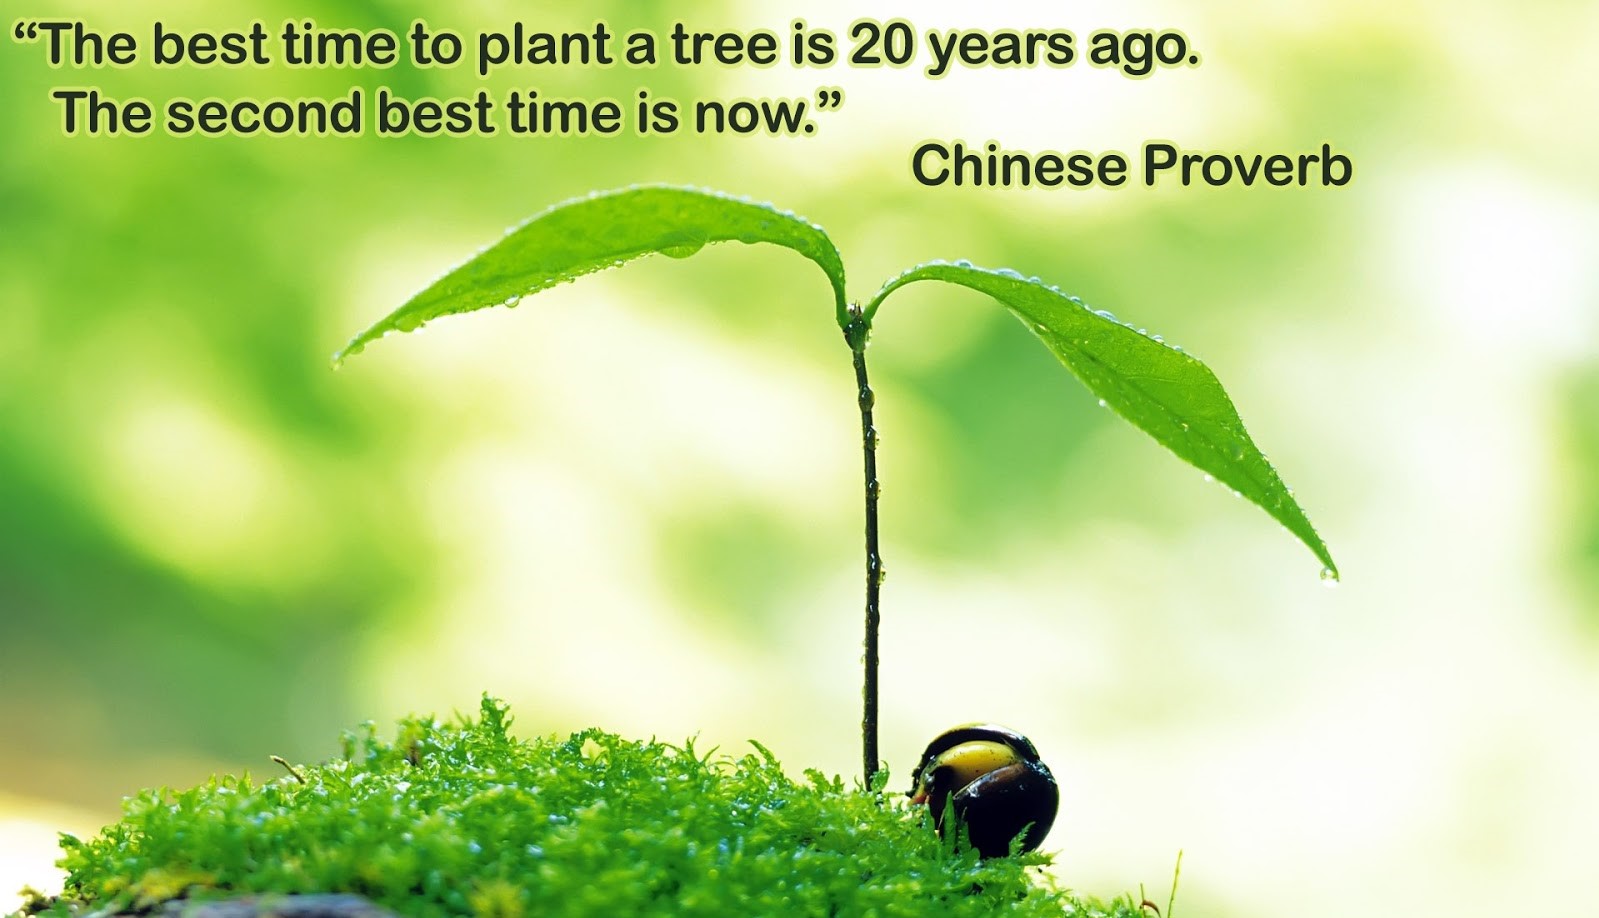 “The best time to plant a tree is 20 years ago.
The second best time is now.”
Chinese Proverb